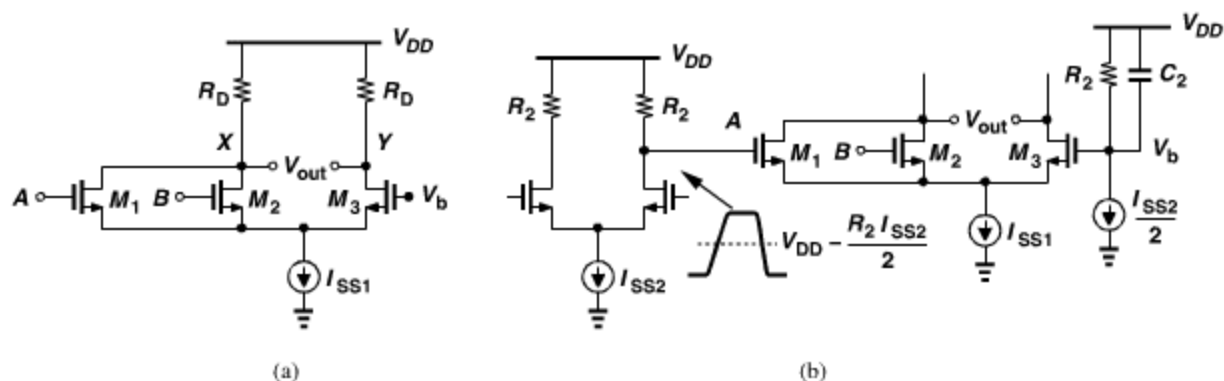 V_DD
R_D
R_D
X
Y
V_out
A
M_1
B
M_2
M_3
V_b
I_SS1
(a)
V_DD
R_2
R_2
I_SS2
V_DD − R_2 I_SS2 / 2
A
M_1
B
M_2
V_out
M_3
I_SS1
V_DD
R_2
C_2
V_b
I_SS2 / 2
(b)